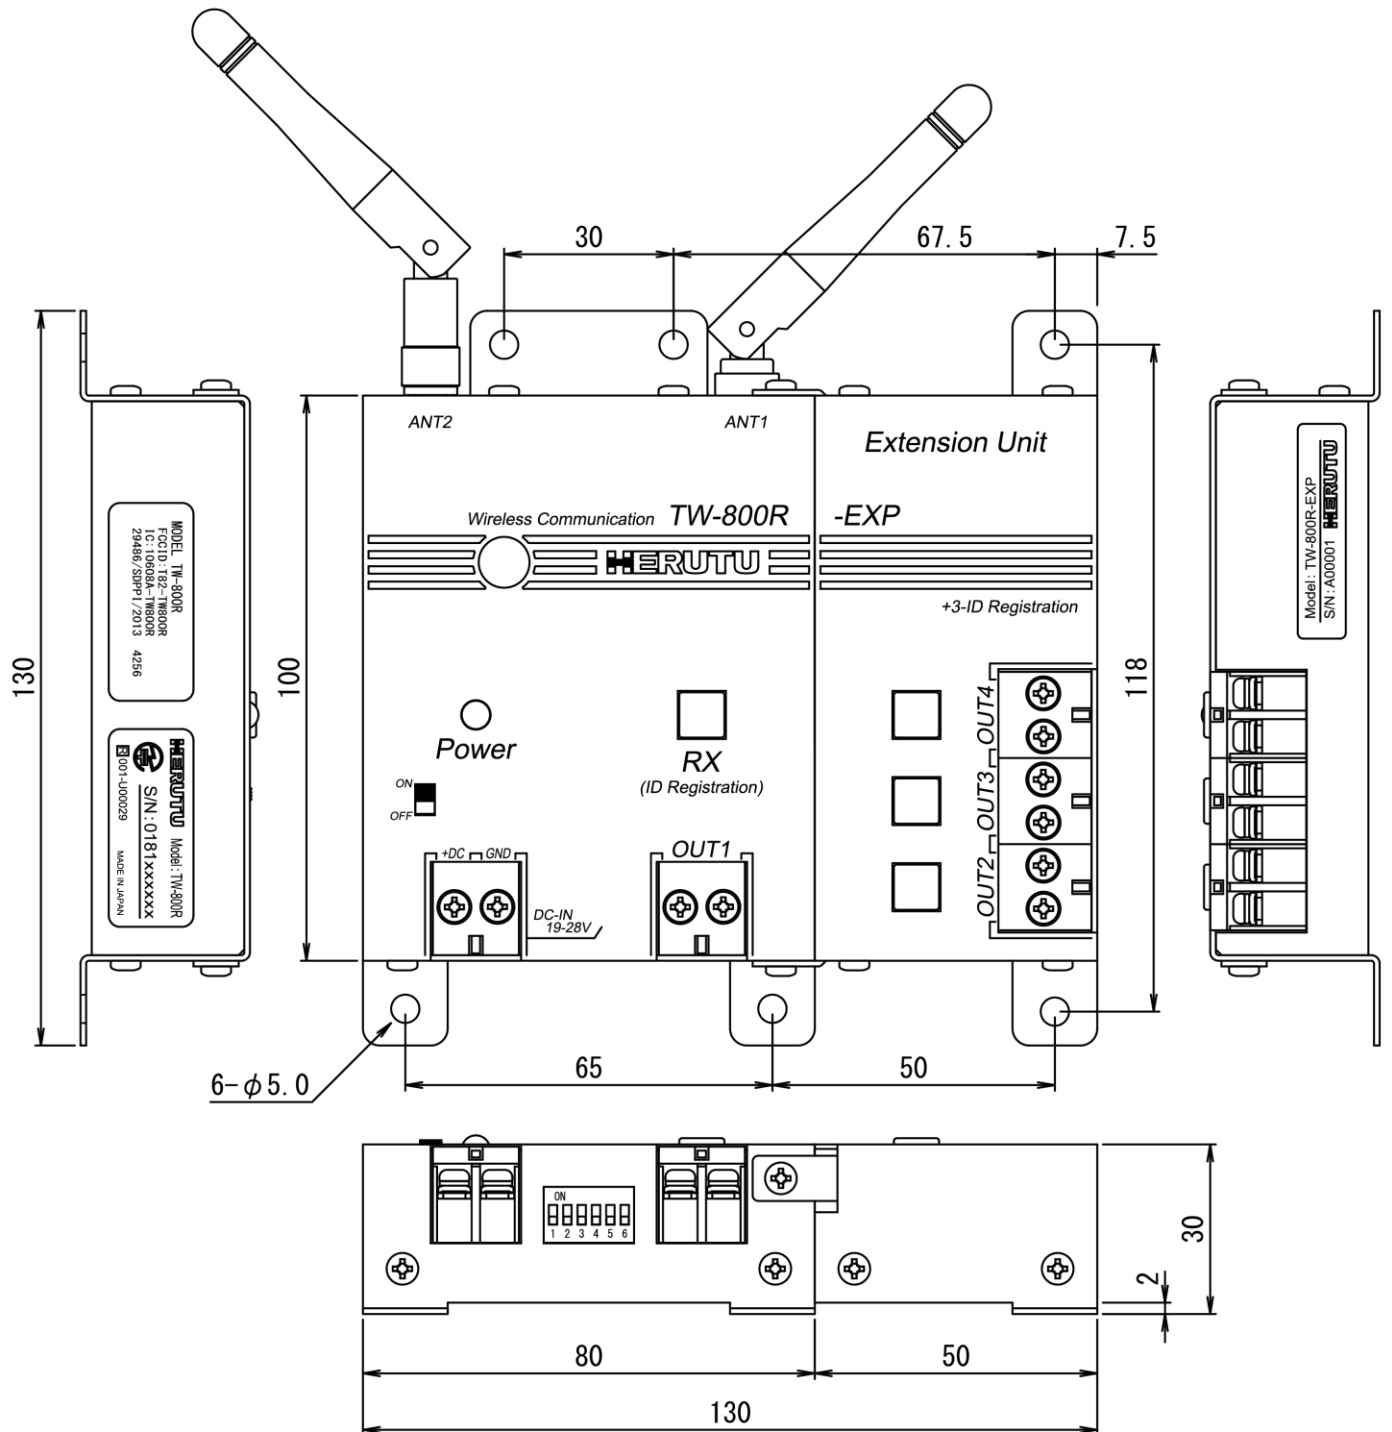 30
67.5
7.5
ANT2
ANT1
Extension Unit
Wireless Communication TW-800R -EXP
HERUTU
+3-ID Registration
130
100
118
MODEL TW-800R
FCCID:T82-TW800R
IC:10608A-TW800R
29486/SDPPI/2013 4256
HERUTU Model:TW-800R
S/N:0181xxxxxx
R 001-U00029 MADE IN JAPAN
Model: TW-800R-EXP
S/N:A00001 HERUTU
Power
ON
OFF
RX
(ID Registration)
OUT4
OUT3
OUT2
+DC GND
OUT1
DC-IN
19-28V
6-φ5.0
65
50
ON
1 2 3 4 5 6
30
2
80
50
130